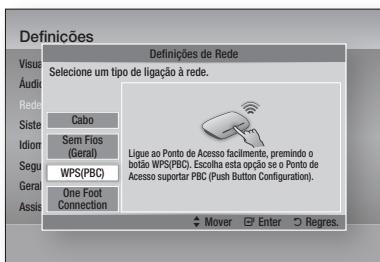 Definições
Definições de Rede
Selecione um tipo de ligação à rede.
Visua
Áudic
Rede
Siste
Idiom
Segu
Geral
Assis
Cabo
Sem Fios
(Geral)
WPS(PBC)
One Foot
Connection
Ligue ao Ponto de Acesso facilmente, premindo o
botão WPS(PBC). Escolha esta opção se o Ponto de
Acesso suportar PBC (Push Button Configuration).
Mover Enter Regres.